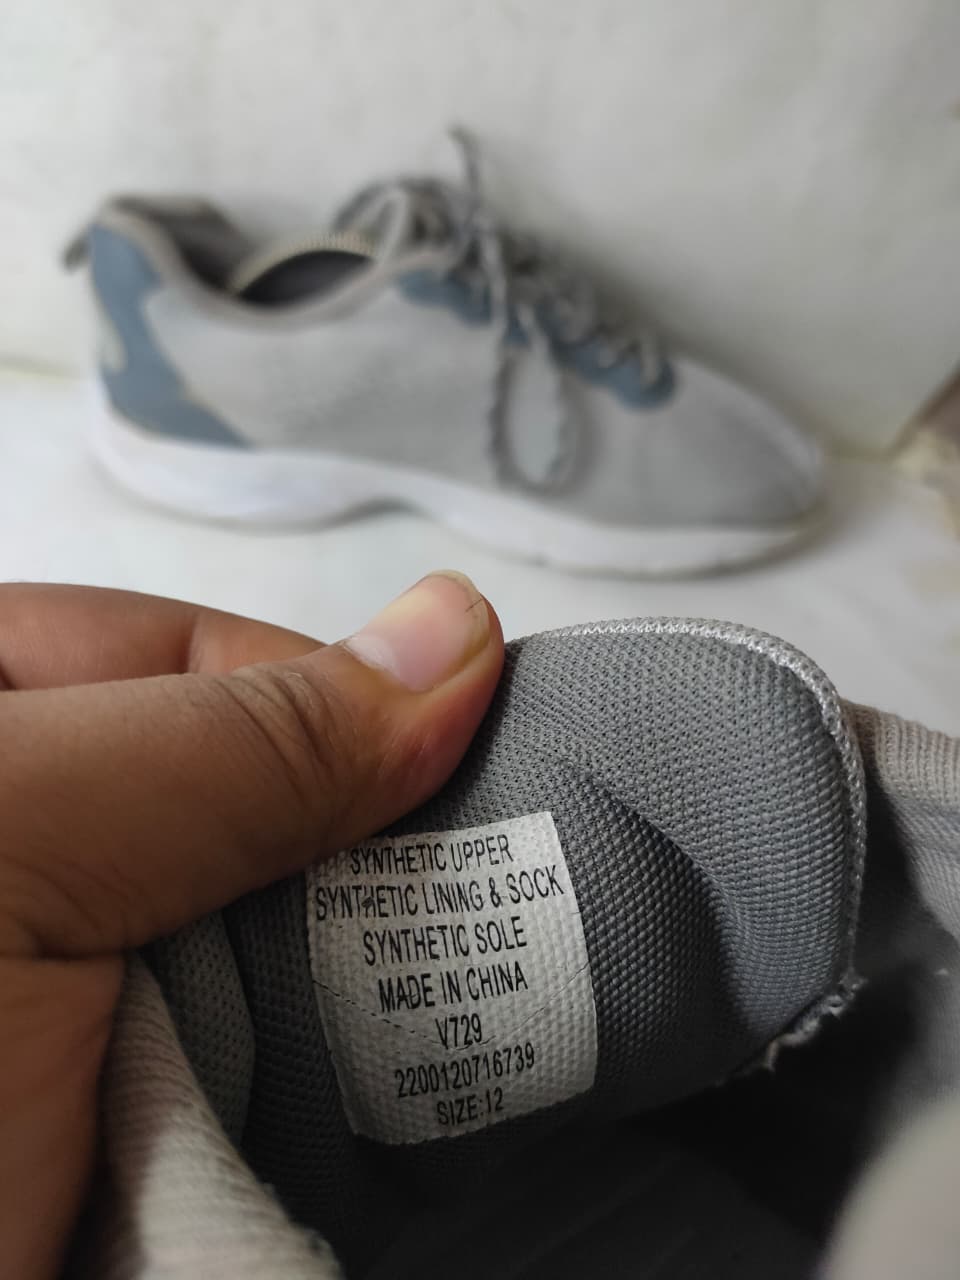 SYNTHETIC UPPER
SYNTHETIC LINING & SOCK
SYNTHETIC SOLE
MADE IN CHINA
V729
2200120716739
SIZE:12